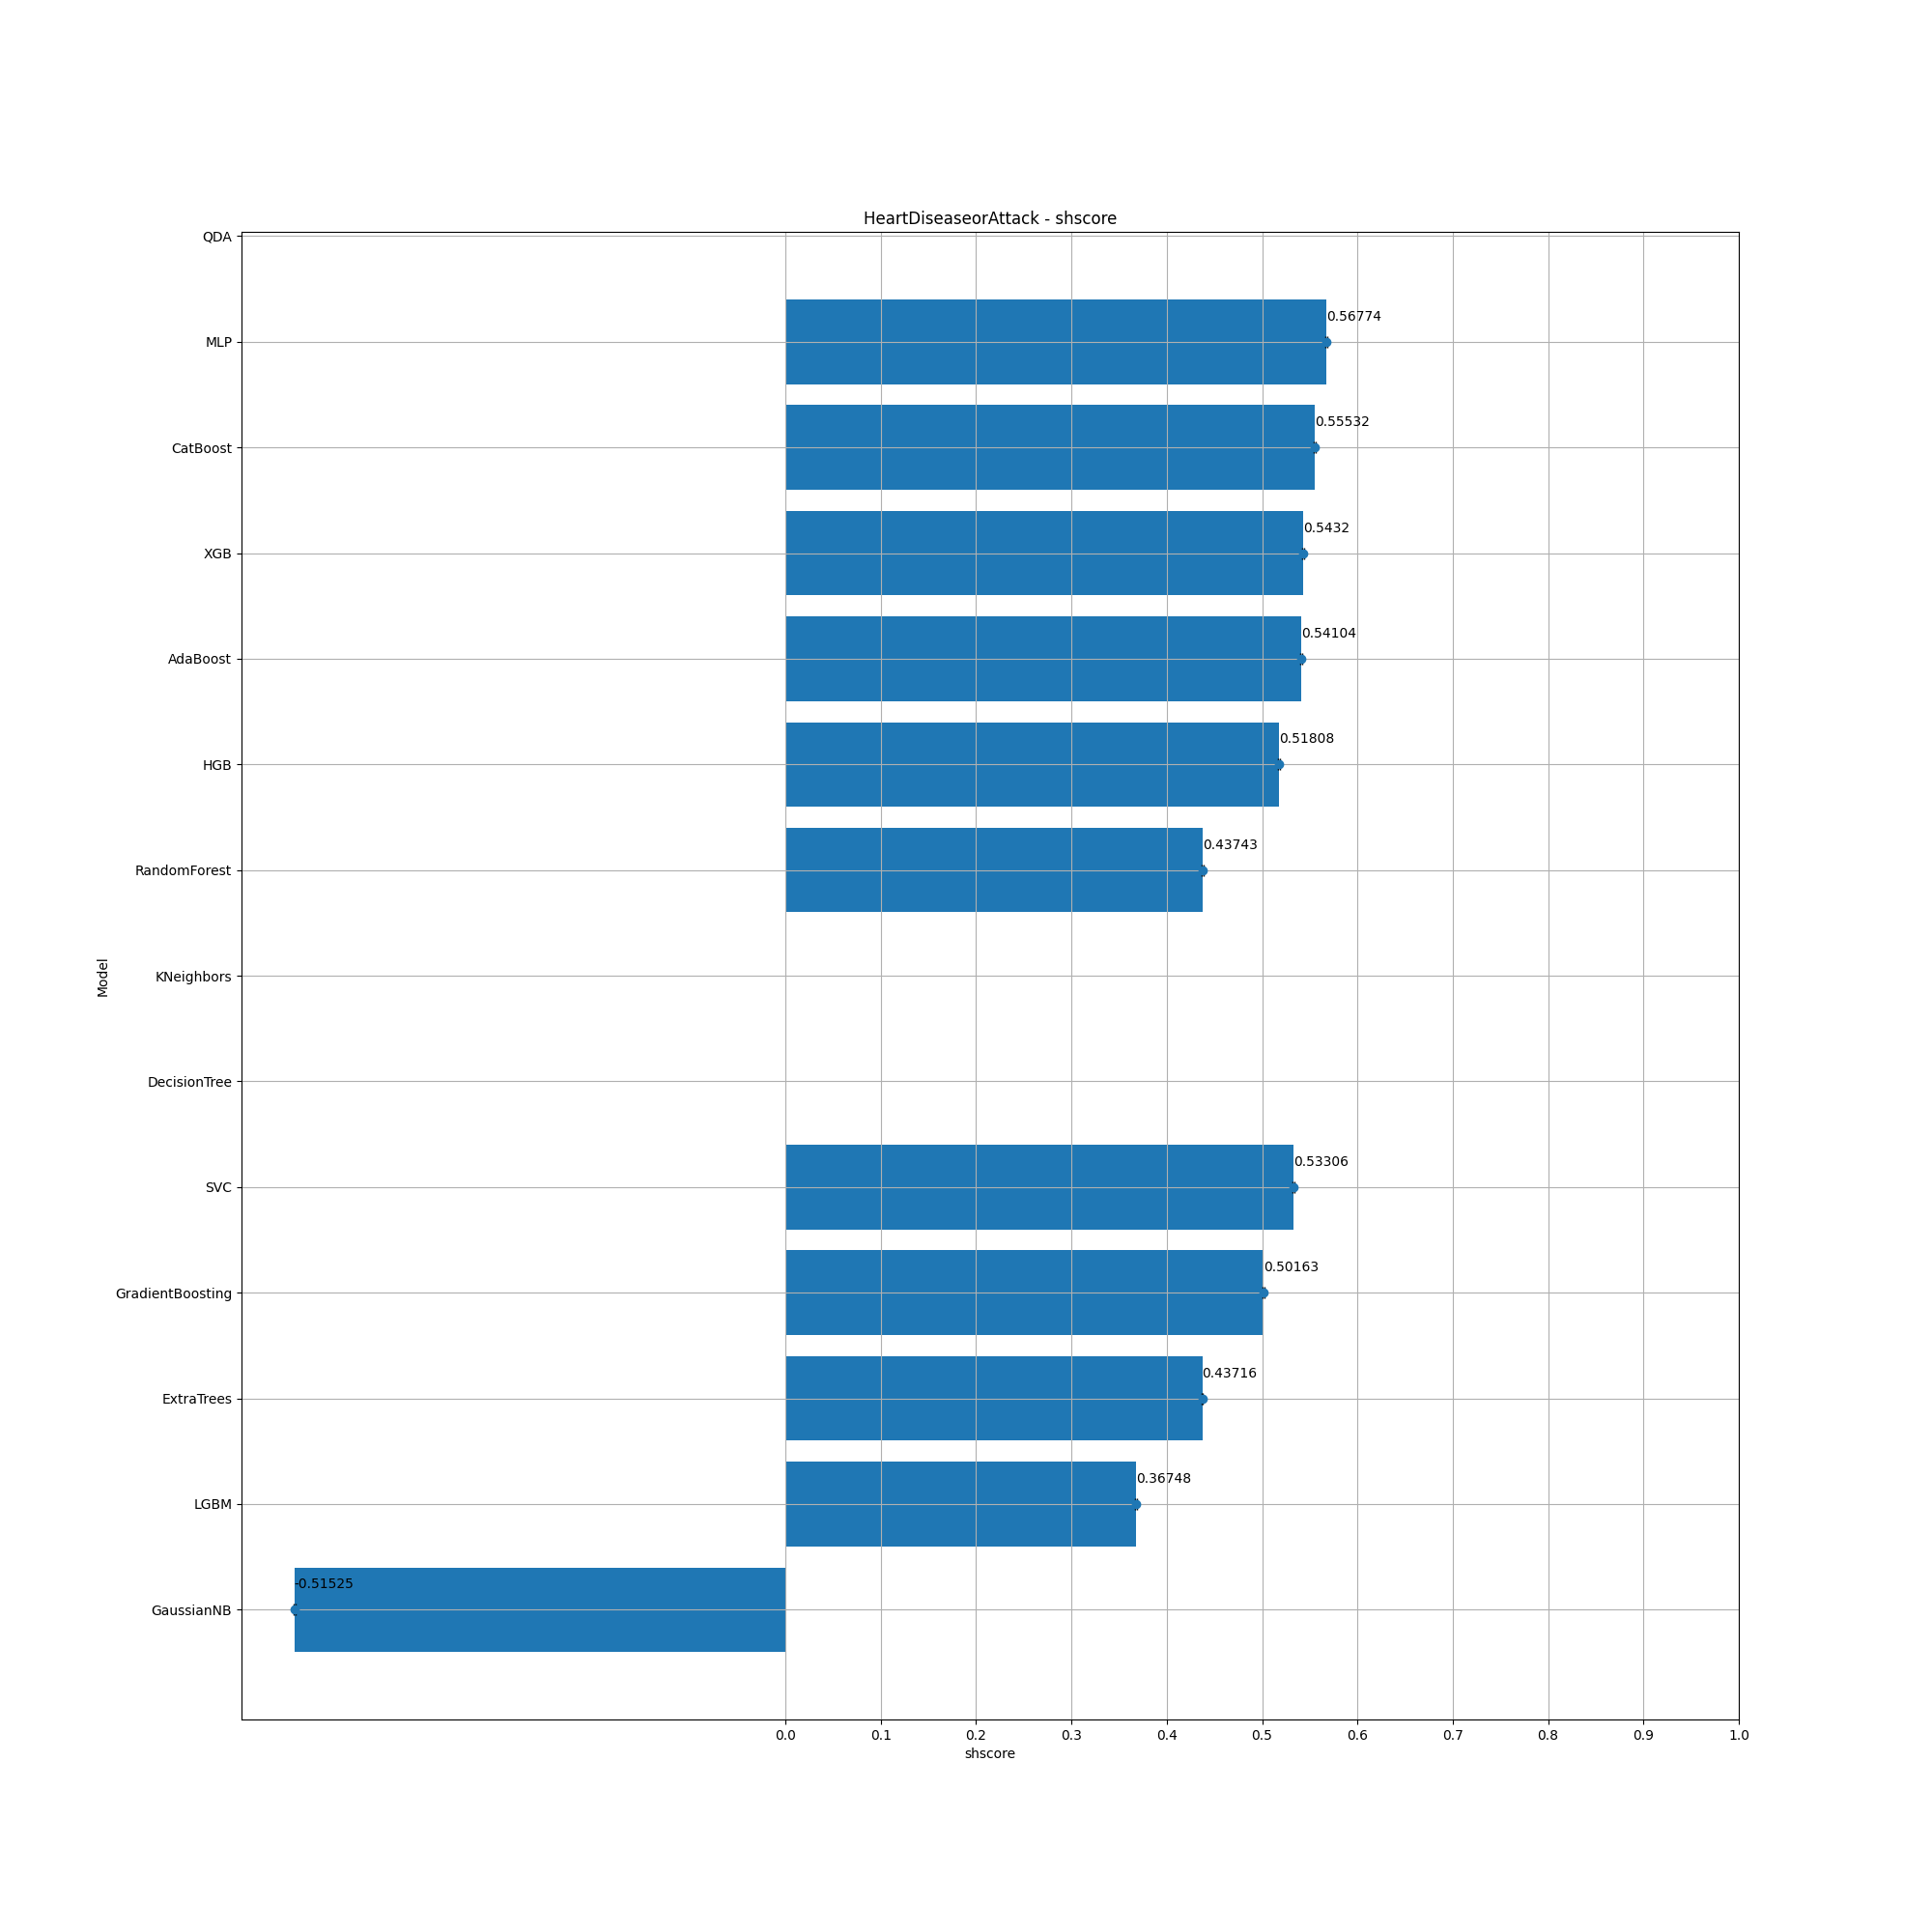 HeartDiseaseorAttack - shscore
QDA
MLP
0.56774
CatBoost
0.55532
XGB
0.5432
AdaBoost
0.54104
HGB
0.51808
RandomForest
0.43743
KNeighbors
DecisionTree
SVC
0.53306
GradientBoosting
0.50163
ExtraTrees
0.43716
LGBM
0.36748
GaussianNB
-0.51525
Model
0.0 0.1 0.2 0.3 0.4 0.5 0.6 0.7 0.8 0.9 1.0
shscore